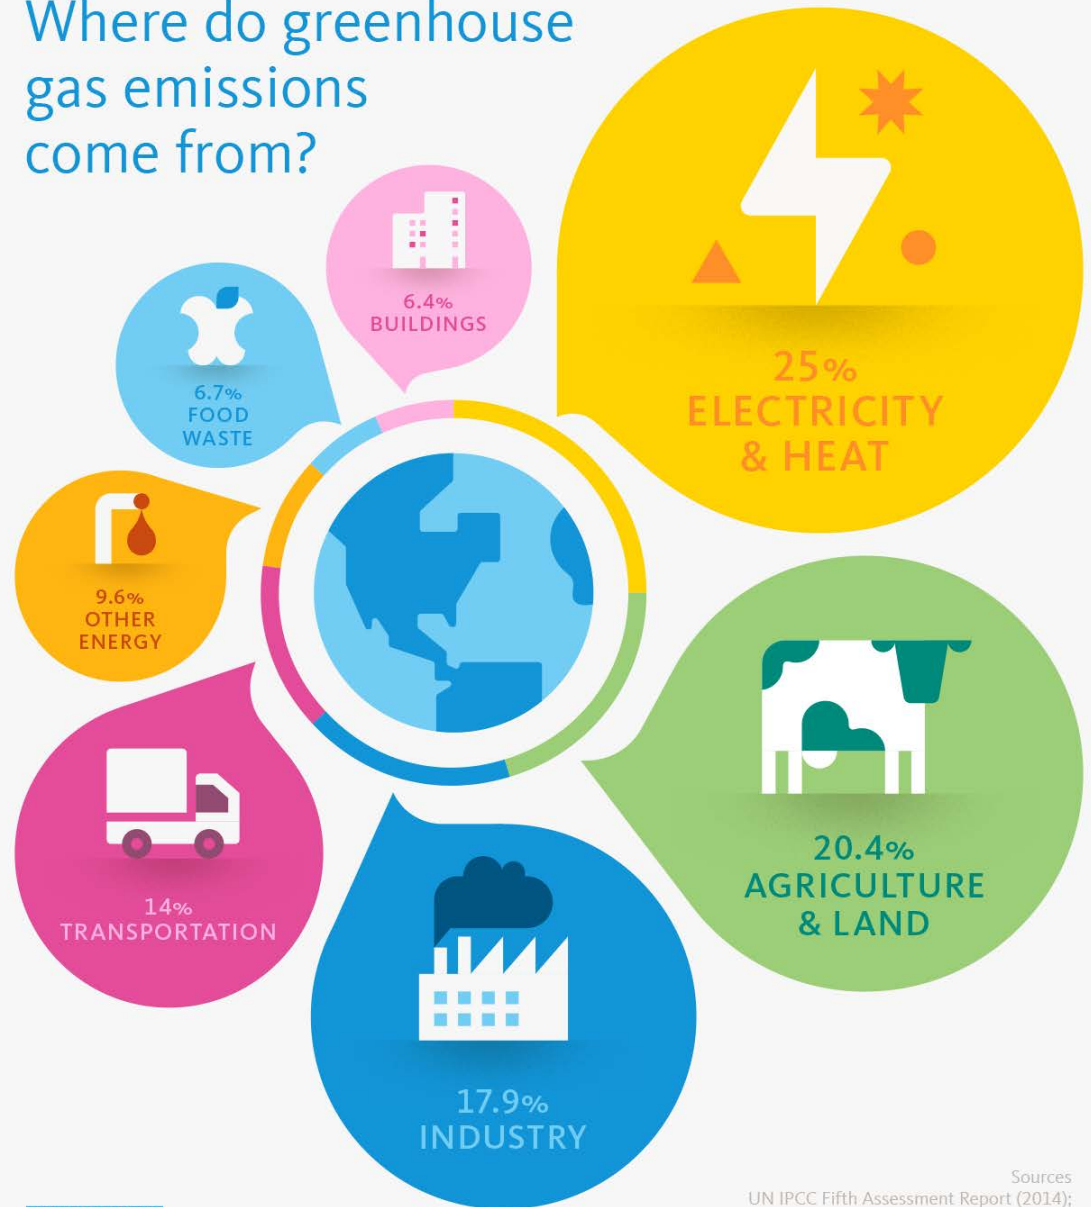 Where do greenhouse
gas emissions
come from?
6.4%
BUILDINGS
6.7%
FOOD
WASTE
25%
ELECTRICITY
& HEAT
9.6%
OTHER
ENERGY
20.4%
AGRICULTURE
& LAND
14%
TRANSPORTATION
17.9%
INDUSTRY
Sources
UN IPCC Fifth Assessment Report (2014);